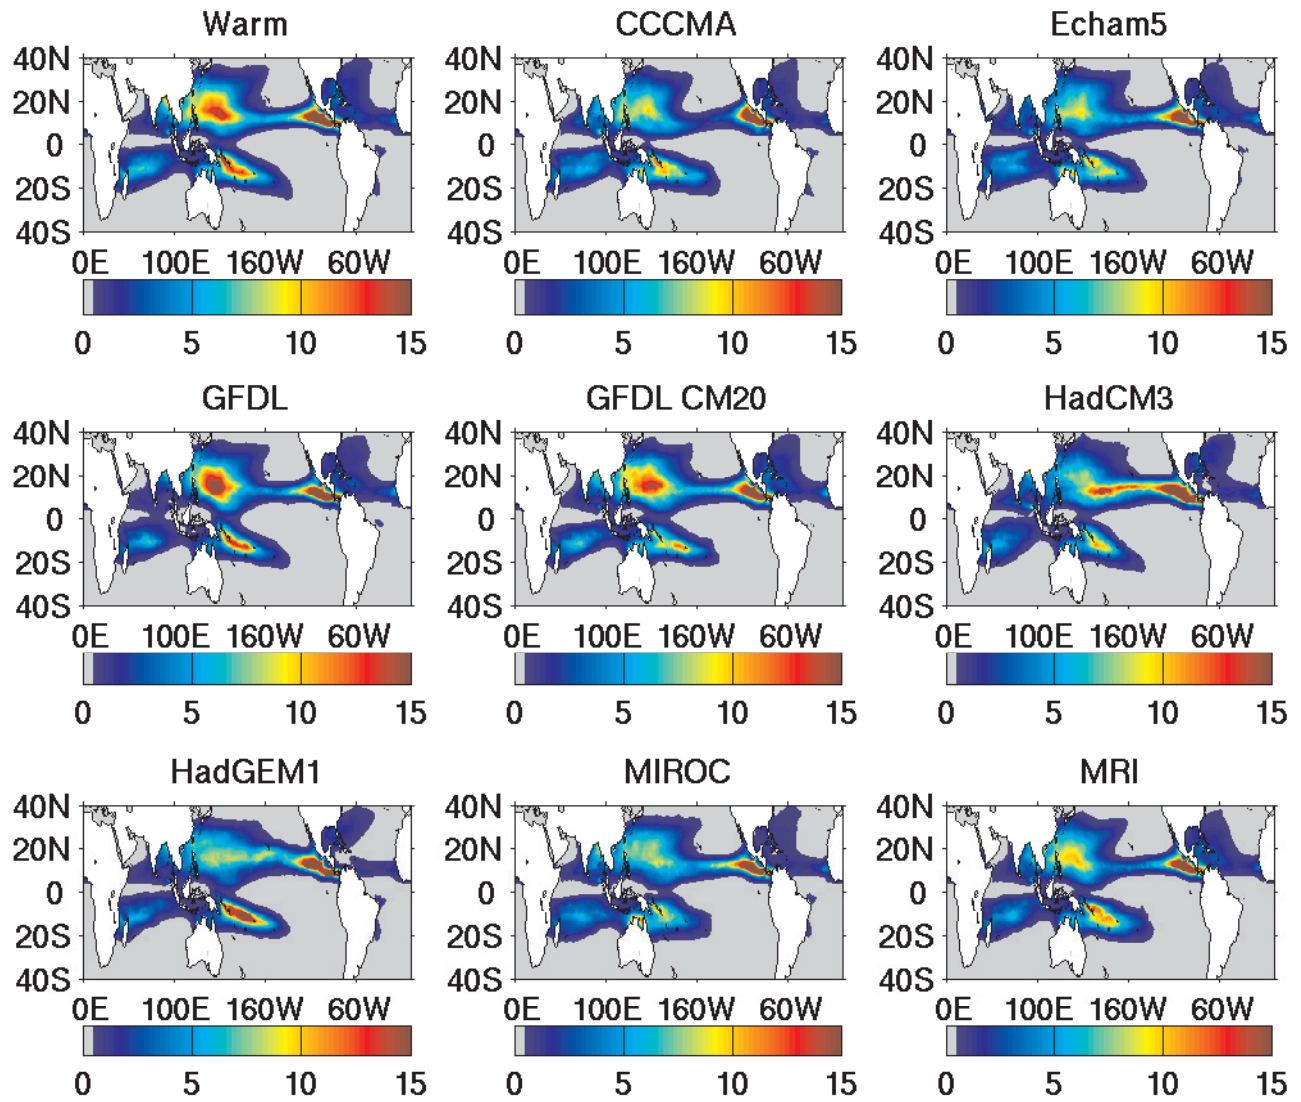 Warm CCCMA Echam5
40N 40N 40N
20N 20N 20N
0 0 0
20S 20S 20S
40S 40S 40S
0E 100E 160W 60W 0E 100E 160W 60W 0E 100E 160W 60W
0 5 10 15 0 5 10 15 0 5 10 15
GFDL GFDL CM20 HadCM3
40N 40N 40N
20N 20N 20N
0 0 0
20S 20S 20S
40S 40S 40S
0E 100E 160W 60W 0E 100E 160W 60W 0E 100E 160W 60W
0 5 10 15 0 5 10 15 0 5 10 15
HadGEM1 MIROC MRI
40N 40N 40N
20N 20N 20N
0 0 0
20S 20S 20S
40S 40S 40S
0E 100E 160W 60W 0E 100E 160W 60W 0E 100E 160W 60W
0 5 10 15 0 5 10 15 0 5 10 15